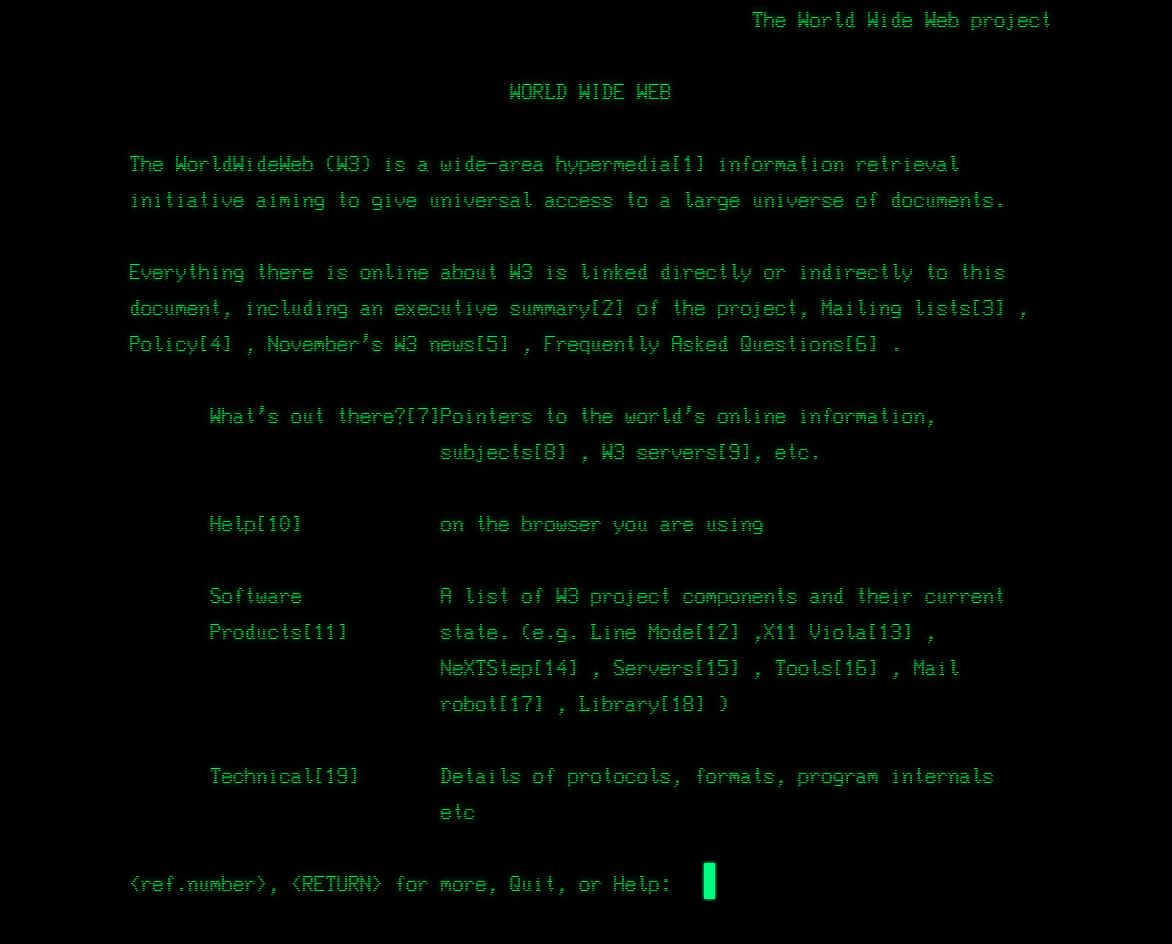 The World Wide Web project
WORLD WIDE WEB
The WorldWideWeb (W3) is a wide-area hypermedia[1] information retrieval
initiative aiming to give universal access to a large universe of documents.
Everything there is online about W3 is linked directly or indirectly to this
document, including an executive summary[2] of the project, Mailing lists[3] ,
Policy[4] , November's W3 news[5] , Frequently Asked Questions[6] .
What's out there?[7]Pointers to the world's online information,
subjects[8] , W3 servers[9], etc.
Help[10] on the browser you are using
Software A list of W3 project components and their current
Products[11] state. (e.g. Line Mode[12] ,X11 Viola[13] ,
NeXTStep[14] , Servers[15] , Tools[16] , Mail
robot[17] , Library[18] )
Technical[19] Details of protocols, formats, program internals
etc
<ref.number>, <RETURN> for more, Quit, or Help: